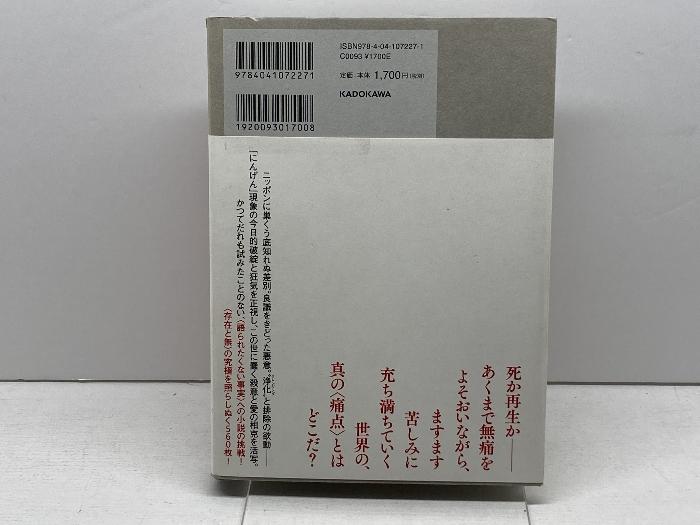 ISBN978-4-04-107227-1
C0093 ¥1700E
定価 本体1,700円(税別)
KADOKAWA
9784041072271
1920093017008
死か再生か――
あくまで無痛を
よそおいながら、
ますます
苦しみに
充ち満ちていく
世界の、
真の〈痛点〉とは
どこだ?
ニッポンに巣くう底知れぬ差別。良識をきどった悪意。「浄化」と排除の欲動――
「にんげん」現象の今日的破綻と狂気を正視し、この世に蠢く殺意と愛の相克を活写。
かつてだれも試みたことのない、〈語られたくない事実〉への小説の挑戦!
〈存在と無〉の究極を照らしぬく560枚!